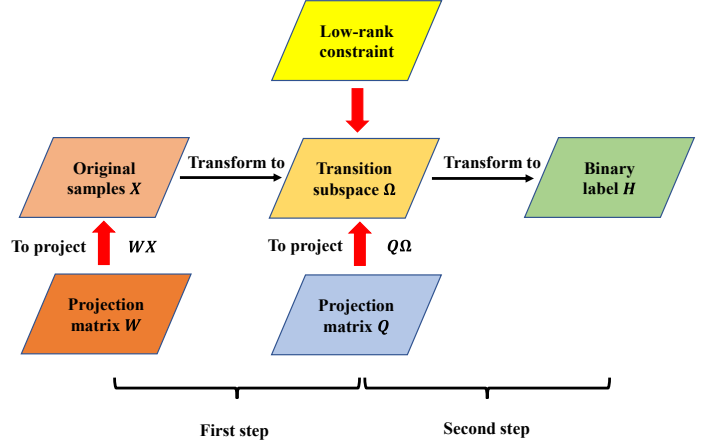 Low-rank
constraint
Original
samples X
Transform to
Transition
subspace Ω
Transform to
Binary
label H
To project WX
To project QΩ
Projection
matrix W
Projection
matrix Q
First step
Second step